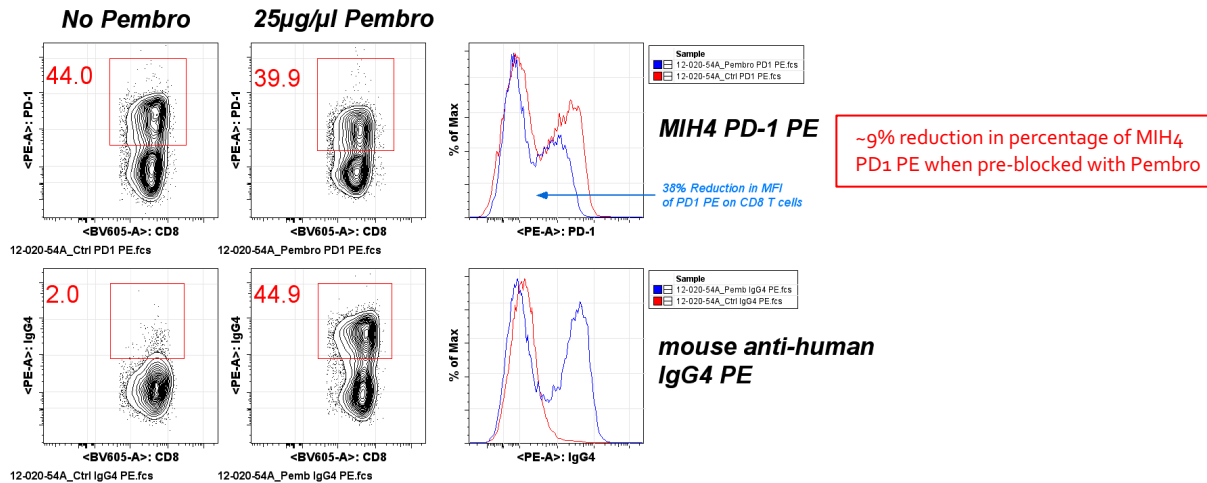 No Pembro
25µg/µl Pembro
44.0
<PE-A>: PD-1
<BV605-A>: CD8
12-020-54A_Ctrl PD1 PE.fcs
39.9
<PE-A>: PD-1
<BV605-A>: CD8
12-020-54A_Pembro PD1 PE.fcs
% of Max
<PE-A>: PD-1
38% Reduction in MFI
of PD1 PE on CD8 T cells
Sample
12-020-54A_Pembro PD1 PE.fcs
12-020-54A_Ctrl PD1 PE.fcs
MIH4 PD-1 PE
~9% reduction in percentage of MIH4
PD1 PE when pre-blocked with Pembro
2.0
<PE-A>: IgG4
<BV605-A>: CD8
12-020-54A_Ctrl IgG4 PE.fcs
44.9
<PE-A>: IgG4
<BV605-A>: CD8
12-020-54A_Pemb IgG4 PE.fcs
% of Max
<PE-A>: IgG4
Sample
12-020-54A_Pemb IgG4 PE.fcs
12-020-54A_Ctrl IgG4 PE.fcs
mouse anti-human
IgG4 PE